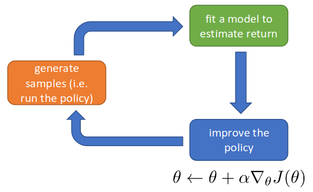 fit a model to
estimate return
generate
samples (i.e.
run the policy)
improve the
policy
θ ← θ + α∇θJ(θ)